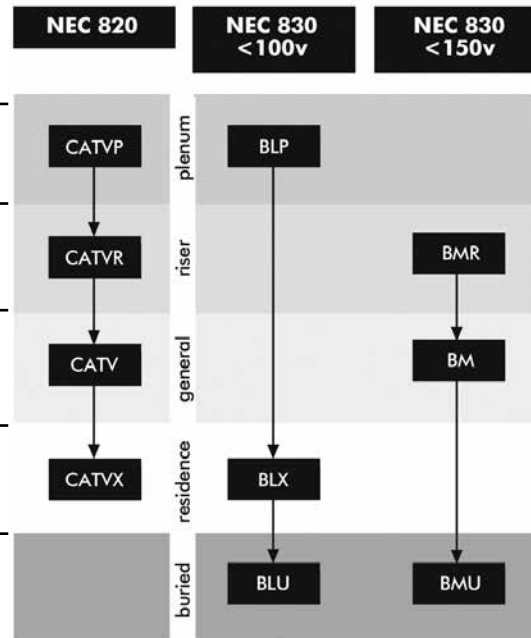 NEC 820
NEC 830
<100v
NEC 830
<150v
CATVP
plenum
BLP
CATVR
riser
BMR
CATV
general
BM
CATVX
residence
BLX
buried
BLU
BMU